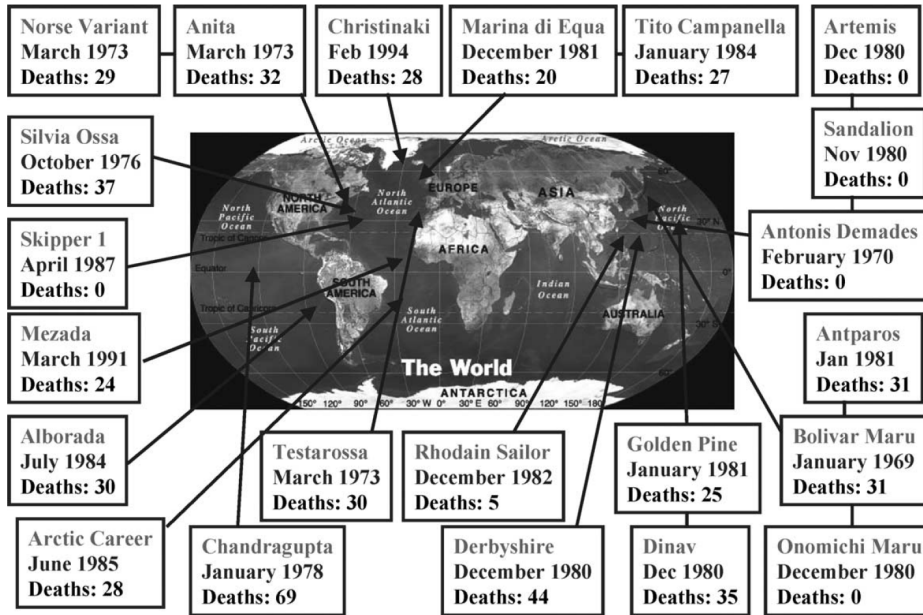 Norse Variant
March 1973
Deaths: 29
Anita
March 1973
Deaths: 32
Christinaki
Feb 1994
Deaths: 28
Marina di Equa
December 1981
Deaths: 20
Tito Campanella
January 1984
Deaths: 27
Artemis
Dec 1980
Deaths: 0
Silvia Ossa
October 1976
Deaths: 37
Sandalion
Nov 1980
Deaths: 0
Skipper 1
April 1987
Deaths: 0
Antonis Demades
February 1970
Deaths: 0
Mezada
March 1991
Deaths: 24
Antparos
Jan 1981
Deaths: 31
Arctic Ocean
Arctic Ocean
60°
NORTH
AMERICA
North
Atlantic
Ocean
EUROPE
ASIA
North
Pacific
Ocean
North
Pacific
Ocean
30° N
Tropic of Cancer
AFRICA
Equator
0°
SOUTH
AMERICA
Indian
Ocean
Tropic of Capricorn
South
Pacific
Ocean
South
Atlantic
Ocean
AUSTRALIA
30° S
The World
60°
ANTARCTICA
150° 120° 90° 60° 30° W 0° 30° E 60° 90° 120° 150° 180°
Alborada
July 1984
Deaths: 30
Testarossa
March 1973
Deaths: 30
Rhodain Sailor
December 1982
Deaths: 5
Golden Pine
January 1981
Deaths: 25
Bolivar Maru
January 1969
Deaths: 31
Arctic Career
June 1985
Deaths: 28
Chandragupta
January 1978
Deaths: 69
Derbyshire
December 1980
Deaths: 44
Dinav
Dec 1980
Deaths: 35
Onomichi Maru
December 1980
Deaths: 0